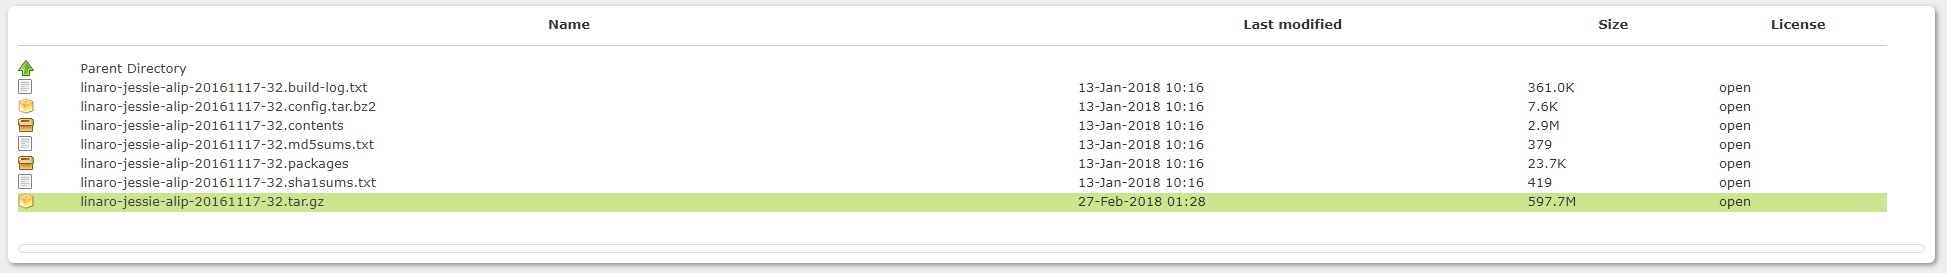 Name Last modified Size License
Parent Directory
linaro-jessie-alip-20161117-32.build-log.txt 13-Jan-2018 10:16 361.0K open
linaro-jessie-alip-20161117-32.config.tar.bz2 13-Jan-2018 10:16 7.6K open
linaro-jessie-alip-20161117-32.contents 13-Jan-2018 10:16 2.9M open
linaro-jessie-alip-20161117-32.md5sums.txt 13-Jan-2018 10:16 379 open
linaro-jessie-alip-20161117-32.packages 13-Jan-2018 10:16 23.7K open
linaro-jessie-alip-20161117-32.sha1sums.txt 13-Jan-2018 10:16 419 open
linaro-jessie-alip-20161117-32.tar.gz 27-Feb-2018 01:28 597.7M open